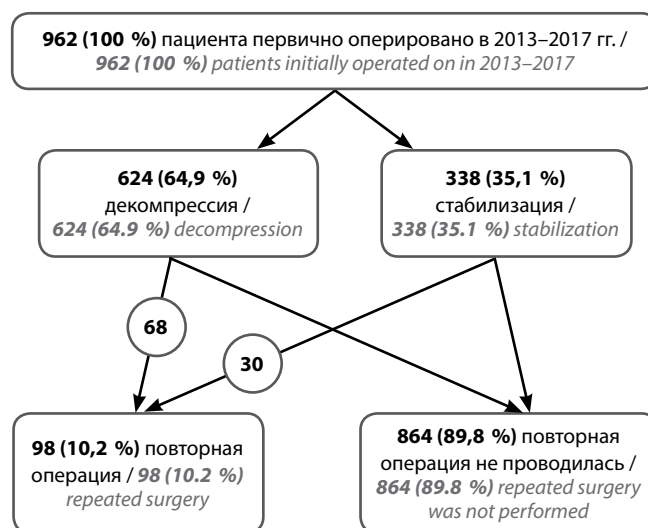 962 (100 %) пациента первично оперировано в 2013–2017 гг. /
962 (100 %) patients initially operated on in 2013–2017
624 (64,9 %)
декомпрессия /
624 (64.9 %) decompression
338 (35,1 %)
стабилизация /
338 (35.1 %) stabilization
68
30
98 (10,2 %) повторная
операция / 98 (10.2 %)
repeated surgery
864 (89,8 %) повторная
операция не проводилась /
864 (89.8 %) repeated surgery
was not performed